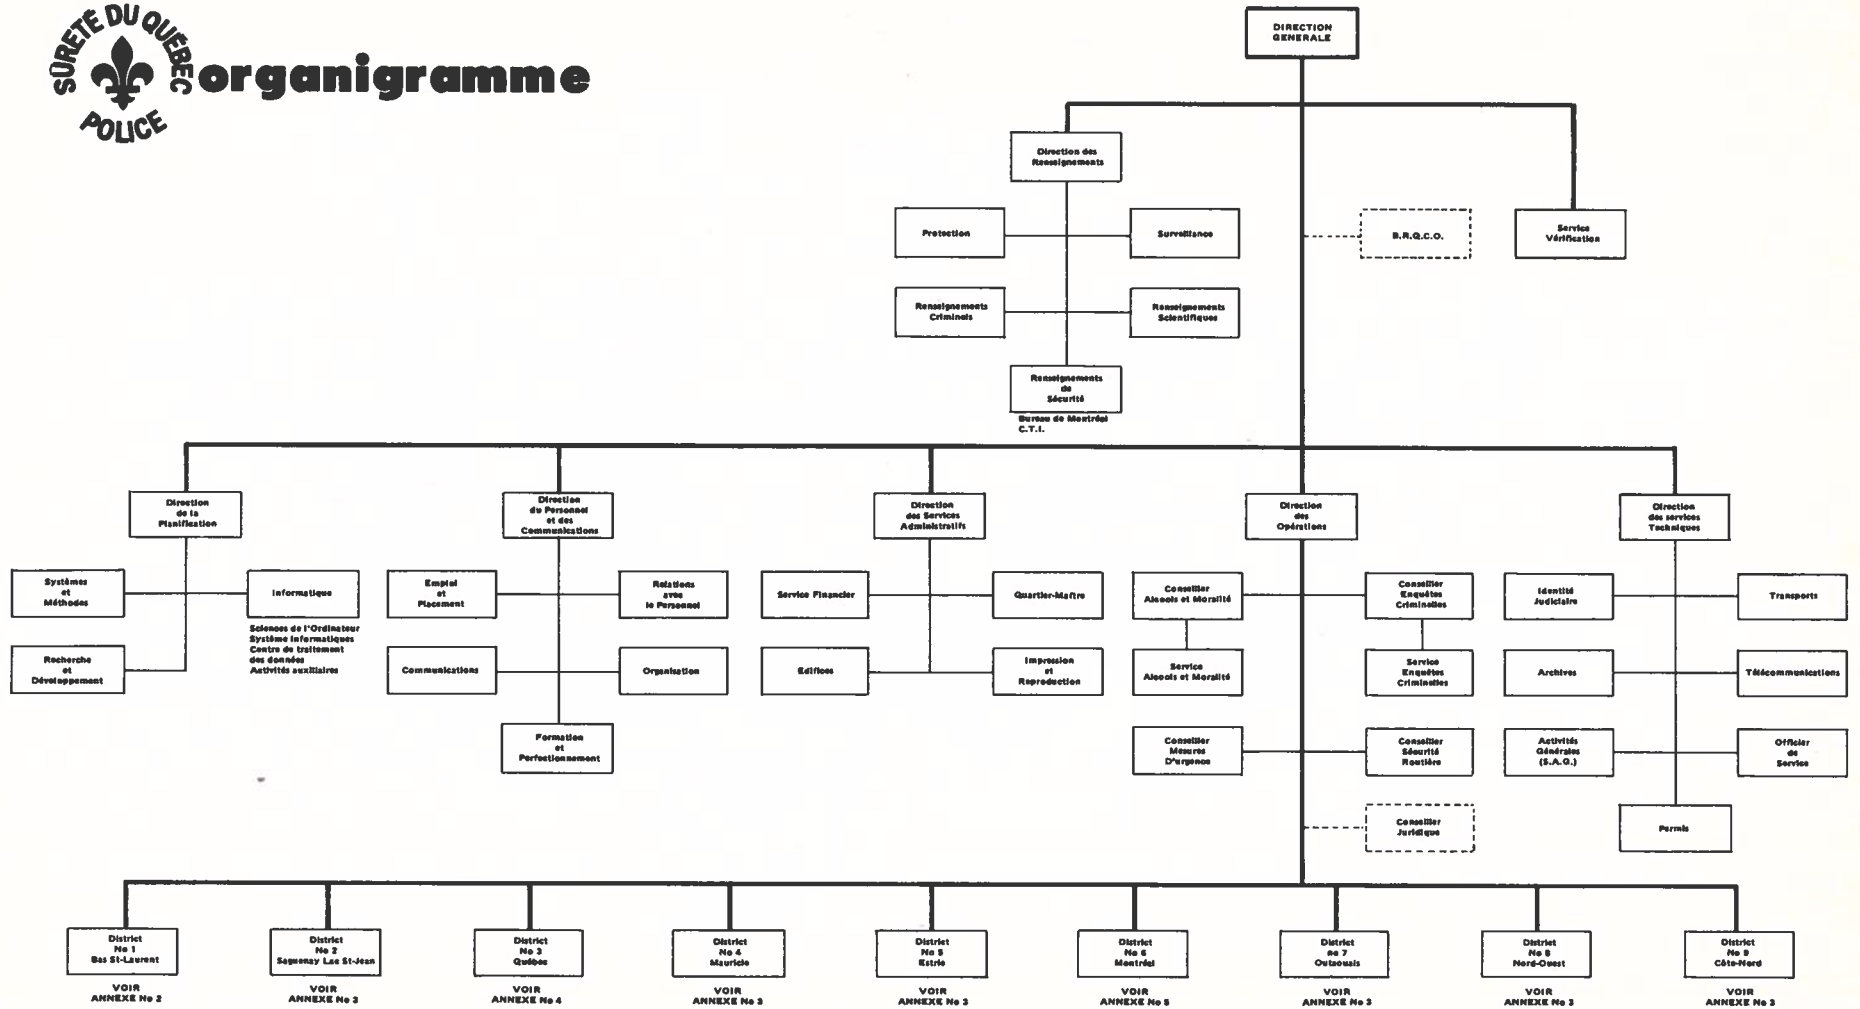 SÛRETÉ DU QUÉBEC
POLICE
organigramme
DIRECTION
GENERALE
Direction des
Renseignements
Protection
Surveillance
B.R.Q.C.O.
Service
Vérification
Renseignements
Criminels
Renseignements
Scientifiques
Renseignements
de
Sécurité
Bureau de Montréal
C.T.I.
Direction
de la
Planification
Direction
du Personnel
et des
Communications
Direction
des Services
Administratifs
Direction
des
Opérations
Direction
des services
Techniques
Systèmes
et
Méthodes
Informatique
Sciences de l'Ordinateur
Système Informatiques
Centre de traitement
des données
Activités auxiliaires
Recherche
et
Développement
Emploi
et
Placement
Relations
avec
le Personnel
Communications
Organisation
Formation
et
Perfectionnement
Service Financier
Quartier-Maître
Edifices
Impression
et
Reproduction
Conseiller
Alcools et Moralité
Conseiller
Enquêtes
Criminelles
Service
Alcools et Moralité
Service
Enquêtes
Criminelles
Conseiller
Mesures
D'urgence
Conseiller
Sécurité
Routière
Conseiller
Juridique
Identité
Judiciaire
Transports
Archives
Télécommunications
Activités
Générales
(S.A.G.)
Officier
de
Service
Permis
District
No 1
Bas St-Laurent
VOIR
ANNEXE No 2
District
No 2
Saguenay Lac St-Jean
VOIR
ANNEXE No 3
District
No 3
Québec
VOIR
ANNEXE No 4
District
No 4
Mauricie
VOIR
ANNEXE No 3
District
No 5
Estrie
VOIR
ANNEXE No 3
District
No 6
Montréal
VOIR
ANNEXE No 5
District
no 7
Outaouais
VOIR
ANNEXE No 3
District
No 8
Nord-Ouest
VOIR
ANNEXE No 3
District
No 9
Côte-Nord
VOIR
ANNEXE No 3